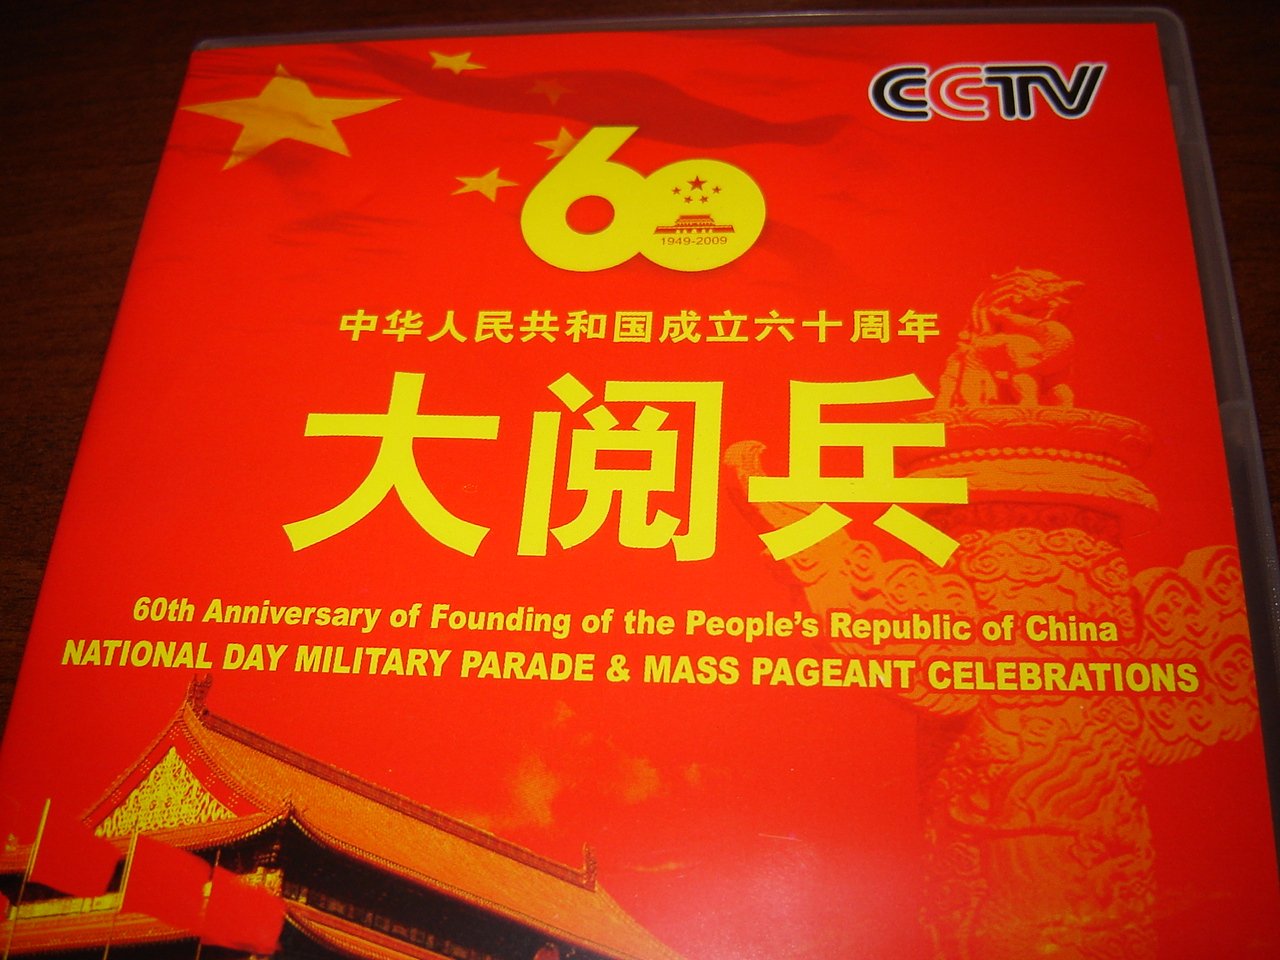 CCTV
60
1949-2009
中华人民共和国成立六十周年
大阅兵
60th Anniversary of Founding of the People's Republic of China
NATIONAL DAY MILITARY PARADE & MASS PAGEANT CELEBRATIONS